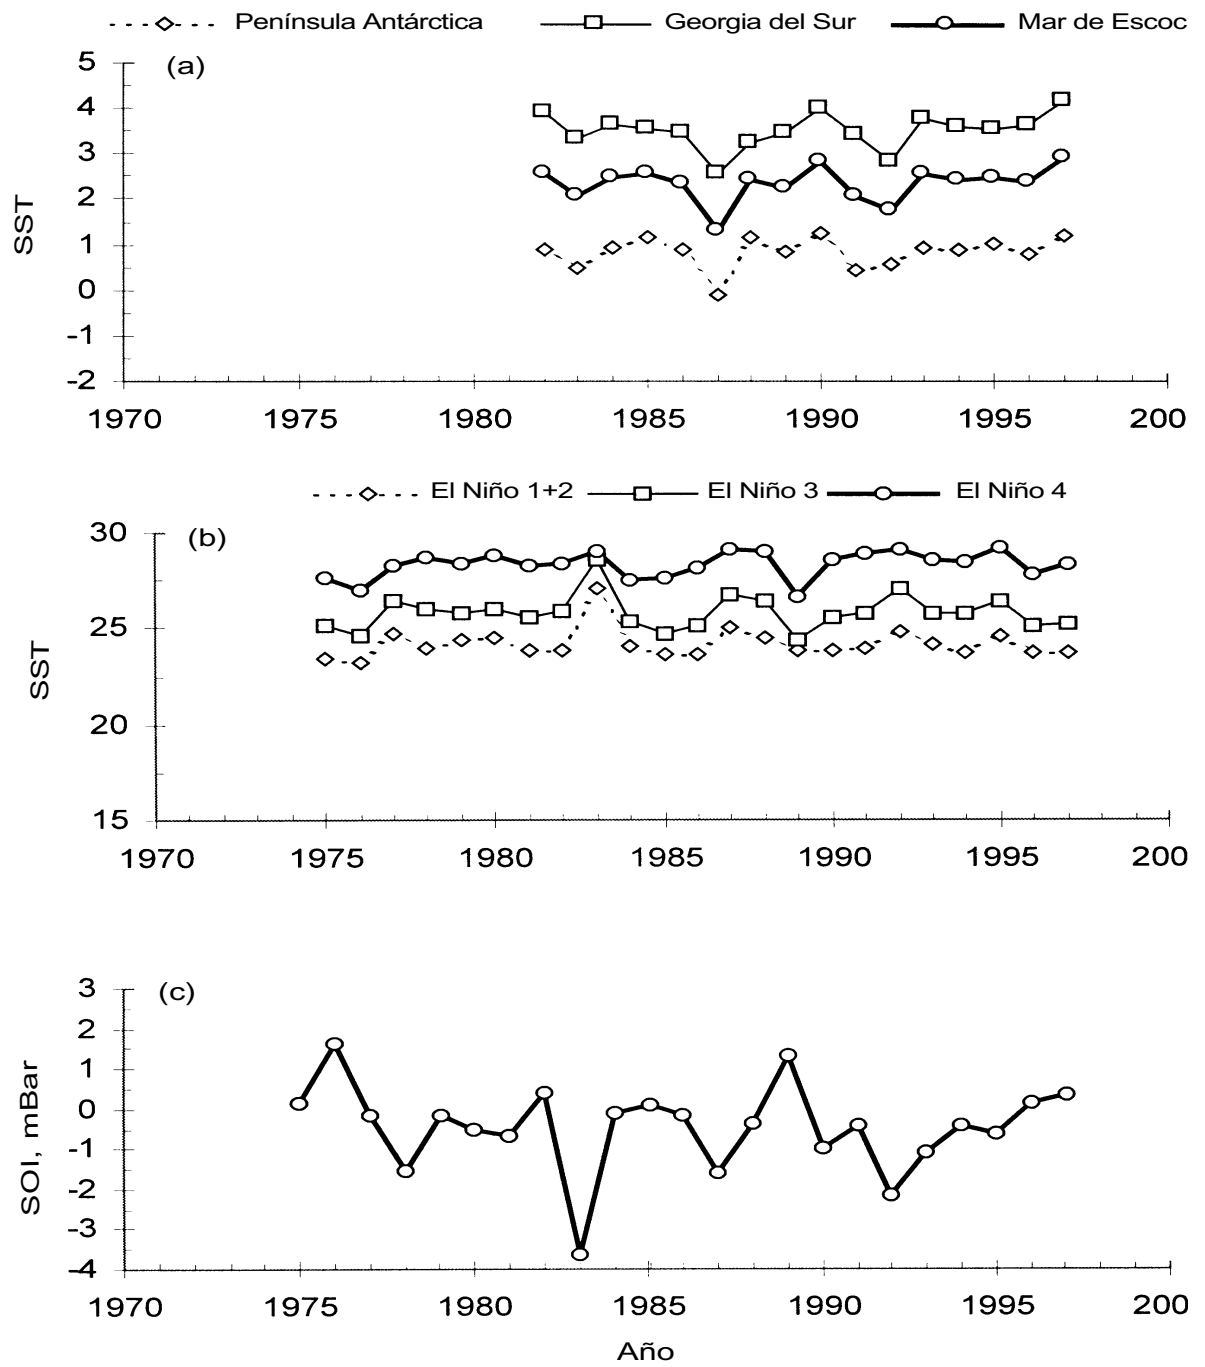 Península Antárctica Georgia del Sur Mar de Escoc
(a)
5
4
3
2
1
0
-1
-2
SST
1970 1975 1980 1985 1990 1995 200
El Niño 1+2 El Niño 3 El Niño 4
(b)
30
25
20
15
SST
1970 1975 1980 1985 1990 1995 200
(c)
3
2
1
0
-1
-2
-3
-4
SOI, mBar
1970 1975 1980 1985 1990 1995 200
Año